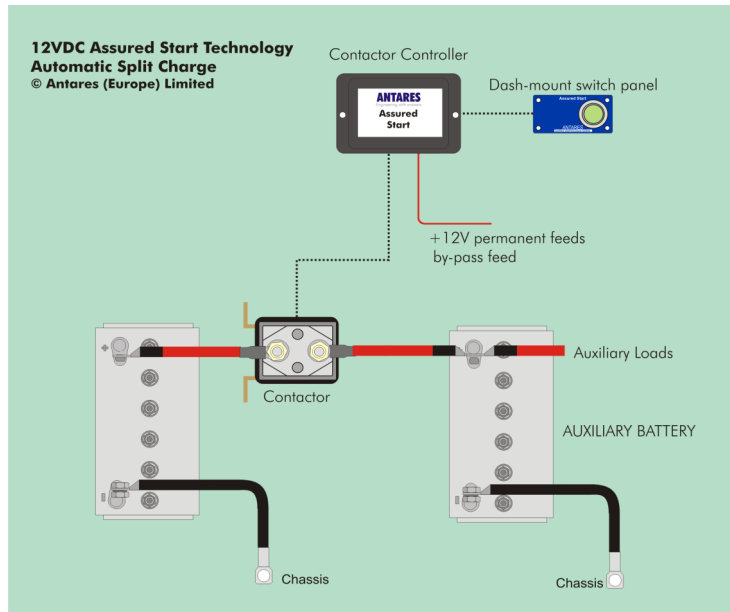 12VDC Assured Start Technology
Automatic Split Charge
© Antares (Europe) Limited
Contactor Controller
Dash-mount switch panel
ANTARES
Assured
Start
Assured Start
ANTARES
+12V permanent feeds
by-pass feed
Contactor
Auxiliary Loads
AUXILIARY BATTERY
Chassis
Chassis